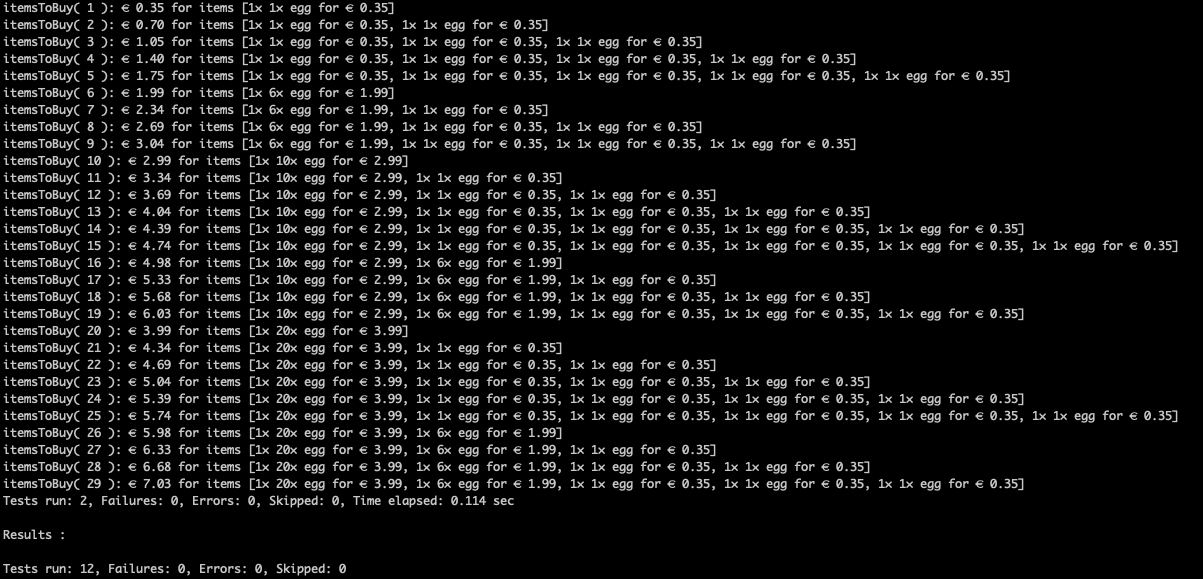 itemsToBuy( 1 ): € 0.35 for items [1x 1x egg for € 0.35]
itemsToBuy( 2 ): € 0.70 for items [1x 1x egg for € 0.35, 1x 1x egg for € 0.35]
itemsToBuy( 3 ): € 1.05 for items [1x 1x egg for € 0.35, 1x 1x egg for € 0.35, 1x 1x egg for € 0.35]
itemsToBuy( 4 ): € 1.40 for items [1x 1x egg for € 0.35, 1x 1x egg for € 0.35, 1x 1x egg for € 0.35, 1x 1x egg for € 0.35]
itemsToBuy( 5 ): € 1.75 for items [1x 1x egg for € 0.35, 1x 1x egg for € 0.35, 1x 1x egg for € 0.35, 1x 1x egg for € 0.35, 1x 1x egg for € 0.35]
itemsToBuy( 6 ): € 1.99 for items [1x 6x egg for € 1.99]
itemsToBuy( 7 ): € 2.34 for items [1x 6x egg for € 1.99, 1x 1x egg for € 0.35]
itemsToBuy( 8 ): € 2.69 for items [1x 6x egg for € 1.99, 1x 1x egg for € 0.35, 1x 1x egg for € 0.35]
itemsToBuy( 9 ): € 3.04 for items [1x 6x egg for € 1.99, 1x 1x egg for € 0.35, 1x 1x egg for € 0.35, 1x 1x egg for € 0.35]
itemsToBuy( 10 ): € 2.99 for items [1x 10x egg for € 2.99]
itemsToBuy( 11 ): € 3.34 for items [1x 10x egg for € 2.99, 1x 1x egg for € 0.35]
itemsToBuy( 12 ): € 3.69 for items [1x 10x egg for € 2.99, 1x 1x egg for € 0.35, 1x 1x egg for € 0.35]
itemsToBuy( 13 ): € 4.04 for items [1x 10x egg for € 2.99, 1x 1x egg for € 0.35, 1x 1x egg for € 0.35, 1x 1x egg for € 0.35]
itemsToBuy( 14 ): € 4.39 for items [1x 10x egg for € 2.99, 1x 1x egg for € 0.35, 1x 1x egg for € 0.35, 1x 1x egg for € 0.35, 1x 1x egg for € 0.35]
itemsToBuy( 15 ): € 4.74 for items [1x 10x egg for € 2.99, 1x 1x egg for € 0.35, 1x 1x egg for € 0.35, 1x 1x egg for € 0.35, 1x 1x egg for € 0.35, 1x 1x egg for € 0.35]
itemsToBuy( 16 ): € 4.98 for items [1x 10x egg for € 2.99, 1x 6x egg for € 1.99]
itemsToBuy( 17 ): € 5.33 for items [1x 10x egg for € 2.99, 1x 6x egg for € 1.99, 1x 1x egg for € 0.35]
itemsToBuy( 18 ): € 5.68 for items [1x 10x egg for € 2.99, 1x 6x egg for € 1.99, 1x 1x egg for € 0.35, 1x 1x egg for € 0.35]
itemsToBuy( 19 ): € 6.03 for items [1x 10x egg for € 2.99, 1x 6x egg for € 1.99, 1x 1x egg for € 0.35, 1x 1x egg for € 0.35, 1x 1x egg for € 0.35]
itemsToBuy( 20 ): € 3.99 for items [1x 20x egg for € 3.99]
itemsToBuy( 21 ): € 4.34 for items [1x 20x egg for € 3.99, 1x 1x egg for € 0.35]
itemsToBuy( 22 ): € 4.69 for items [1x 20x egg for € 3.99, 1x 1x egg for € 0.35, 1x 1x egg for € 0.35]
itemsToBuy( 23 ): € 5.04 for items [1x 20x egg for € 3.99, 1x 1x egg for € 0.35, 1x 1x egg for € 0.35, 1x 1x egg for € 0.35]
itemsToBuy( 24 ): € 5.39 for items [1x 20x egg for € 3.99, 1x 1x egg for € 0.35, 1x 1x egg for € 0.35, 1x 1x egg for € 0.35, 1x 1x egg for € 0.35]
itemsToBuy( 25 ): € 5.74 for items [1x 20x egg for € 3.99, 1x 1x egg for € 0.35, 1x 1x egg for € 0.35, 1x 1x egg for € 0.35, 1x 1x egg for € 0.35, 1x 1x egg for € 0.35]
itemsToBuy( 26 ): € 5.98 for items [1x 20x egg for € 3.99, 1x 6x egg for € 1.99]
itemsToBuy( 27 ): € 6.33 for items [1x 20x egg for € 3.99, 1x 6x egg for € 1.99, 1x 1x egg for € 0.35]
itemsToBuy( 28 ): € 6.68 for items [1x 20x egg for € 3.99, 1x 6x egg for € 1.99, 1x 1x egg for € 0.35, 1x 1x egg for € 0.35]
itemsToBuy( 29 ): € 7.03 for items [1x 20x egg for € 3.99, 1x 6x egg for € 1.99, 1x 1x egg for € 0.35, 1x 1x egg for € 0.35, 1x 1x egg for € 0.35]
Tests run: 2, Failures: 0, Errors: 0, Skipped: 0, Time elapsed: 0.114 sec
Results :
Tests run: 12, Failures: 0, Errors: 0, Skipped: 0